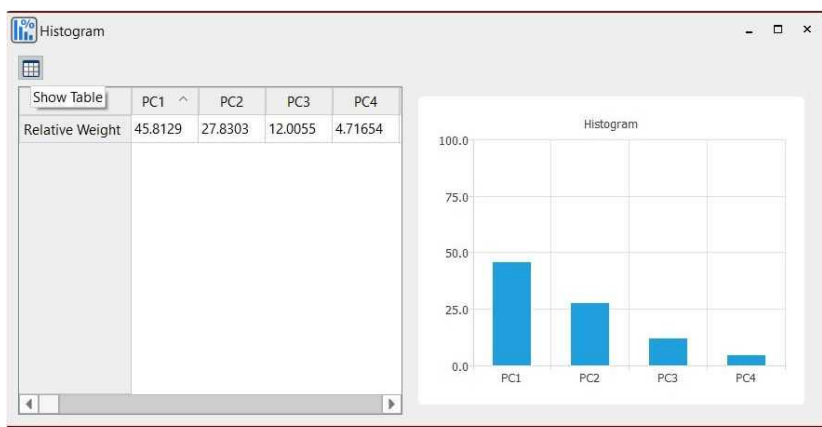 Histogram
Show Table
PC1 PC2 PC3 PC4
Relative Weight 45.8129 27.8303 12.0055 4.71654
Histogram
100.0
75.0
50.0
25.0
0.0
PC1 PC2 PC3 PC4